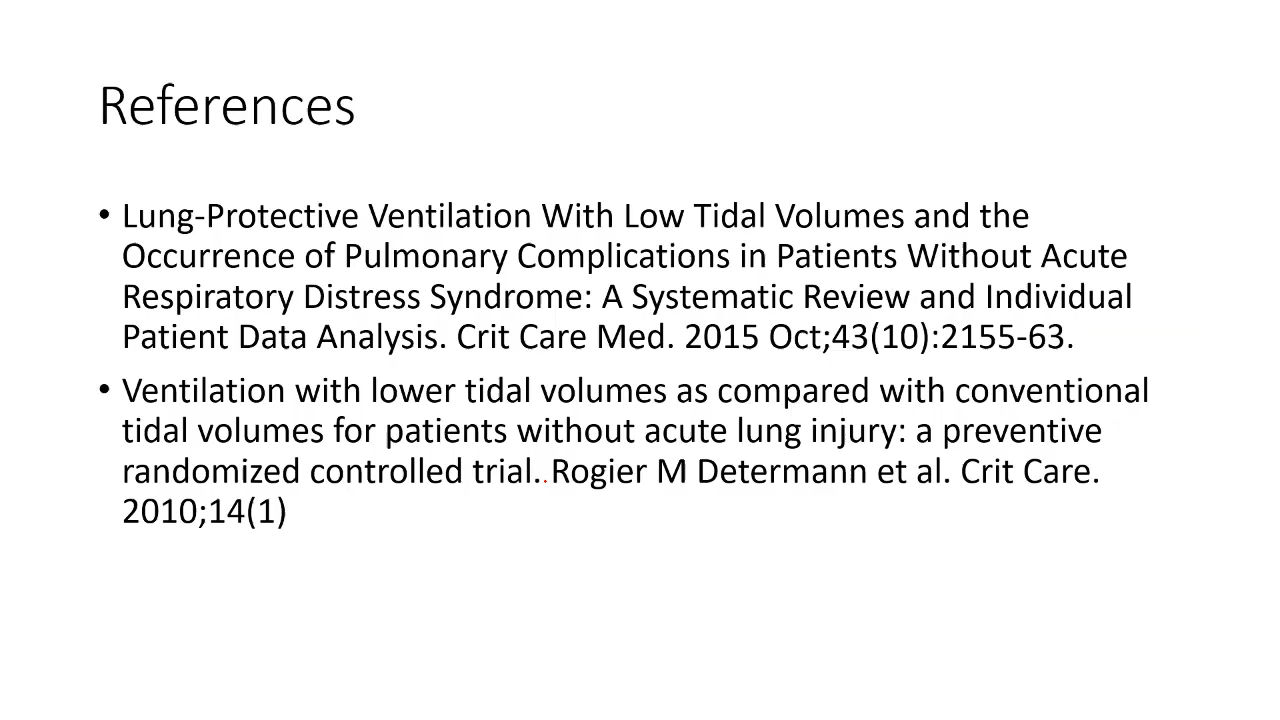 References
• Lung-Protective Ventilation With Low Tidal Volumes and the
Occurrence of Pulmonary Complications in Patients Without Acute
Respiratory Distress Syndrome: A Systematic Review and Individual
Patient Data Analysis. Crit Care Med. 2015 Oct;43(10):2155-63.
• Ventilation with lower tidal volumes as compared with conventional
tidal volumes for patients without acute lung injury: a preventive
randomized controlled trial. . Rogier M Determann et al. Crit Care.
2010;14(1)